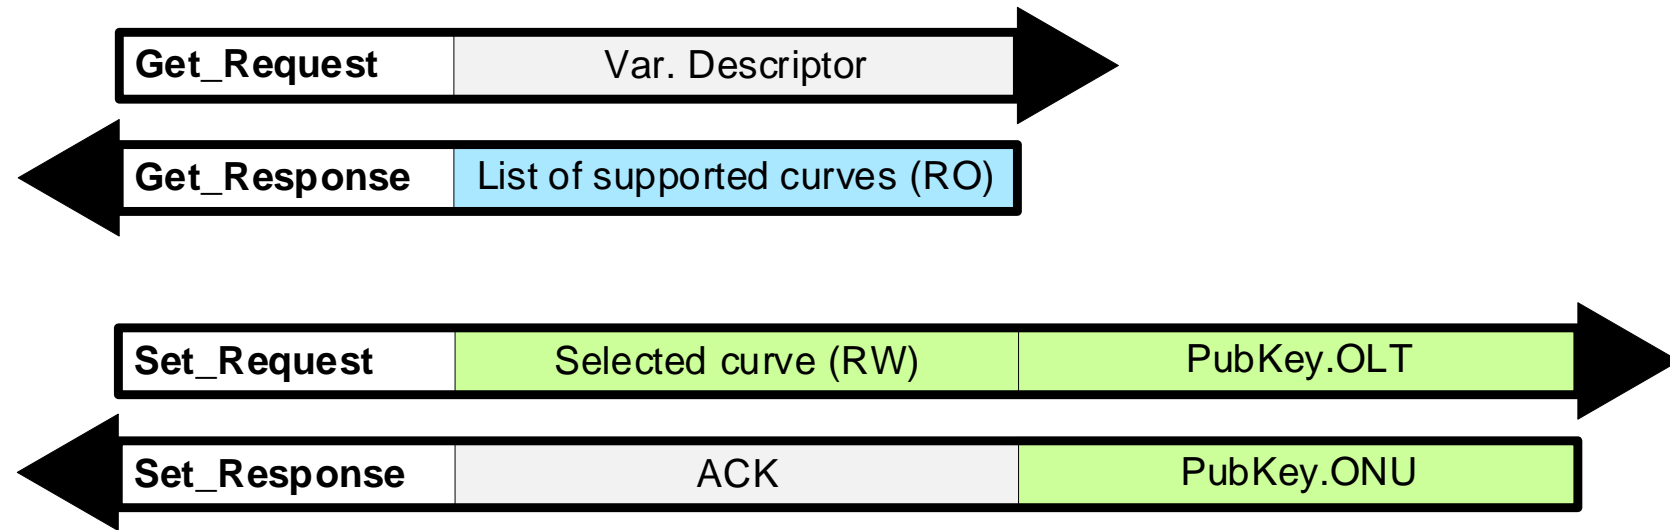 Get_Request Var. Descriptor
Get_Response List of supported curves (RO)
Set_Request Selected curve (RW) PubKey.OLT
Set_Response ACK PubKey.ONU